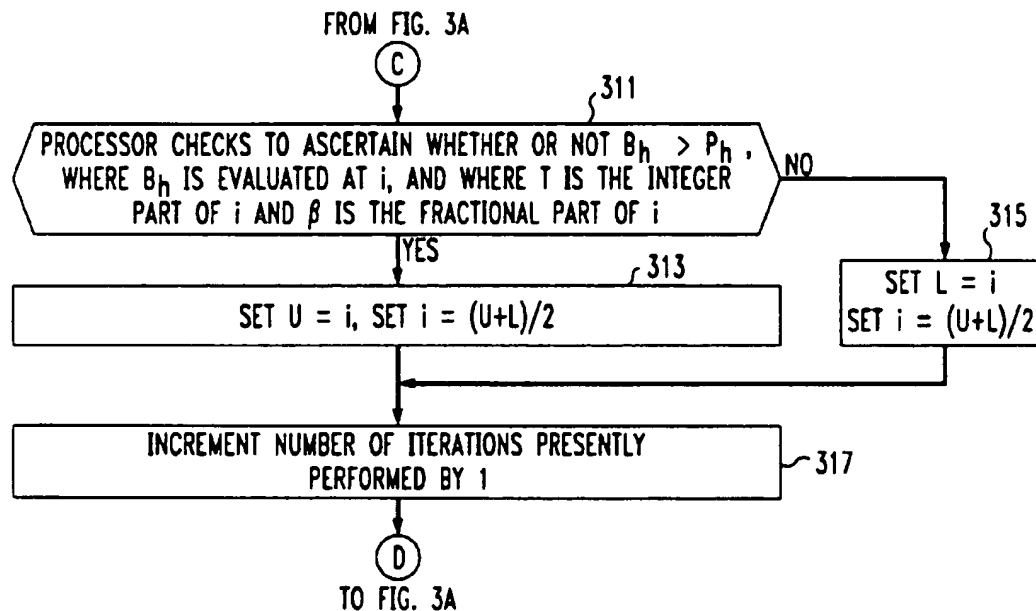 FROM FIG. 3A
C
311
PROCESSOR CHECKS TO ASCERTAIN WHETHER OR NOT Bh > Ph ,
WHERE Bh IS EVALUATED AT i, AND WHERE T IS THE INTEGER
PART OF i AND β IS THE FRACTIONAL PART OF i
NO
YES
313
SET U = i, SET i = (U+L)/2
315
SET L = i
SET i = (U+L)/2
INCREMENT NUMBER OF ITERATIONS PRESENTLY
PERFORMED BY 1
317
D
TO FIG. 3A